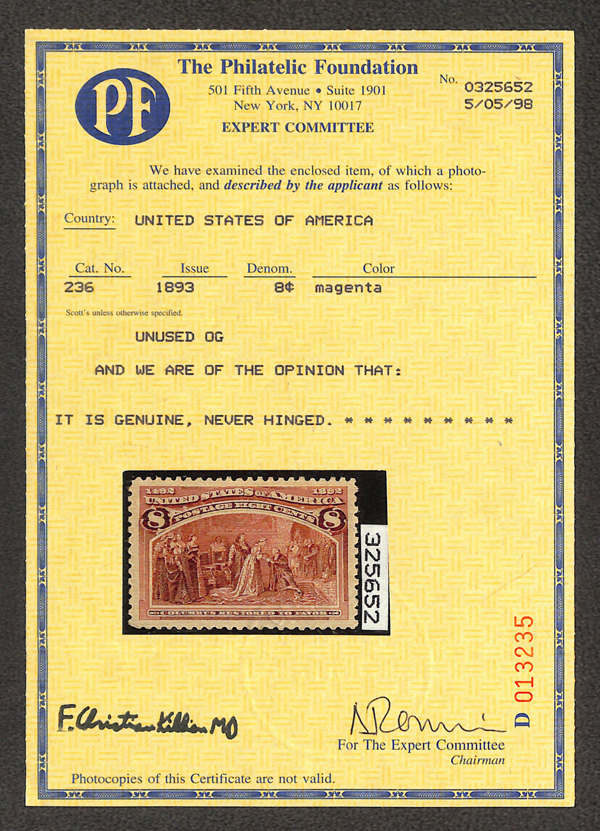 PF
The Philatelic Foundation
501 Fifth Avenue • Suite 1901
New York, NY 10017
EXPERT COMMITTEE
No. 0325652
5/05/98
We have examined the enclosed item, of which a photo-
graph is attached, and described by the applicant as follows:
Country: UNITED STATES OF AMERICA
Cat. No. Issue Denom. Color
236 1893 8¢ magenta
Scott's unless otherwise specified.
UNUSED OG
AND WE ARE OF THE OPINION THAT:
IT IS GENUINE, NEVER HINGED. * * * * * * * * *
1492 1892
UNITED STATES OF AMERICA
POSTAGE EIGHT CENTS
8 8
COLUMBUS RESTORED TO FAVOR
325652
D 013235
F. Christian Killian MD
For The Expert Committee
Chairman
Photocopies of this Certificate are not valid.